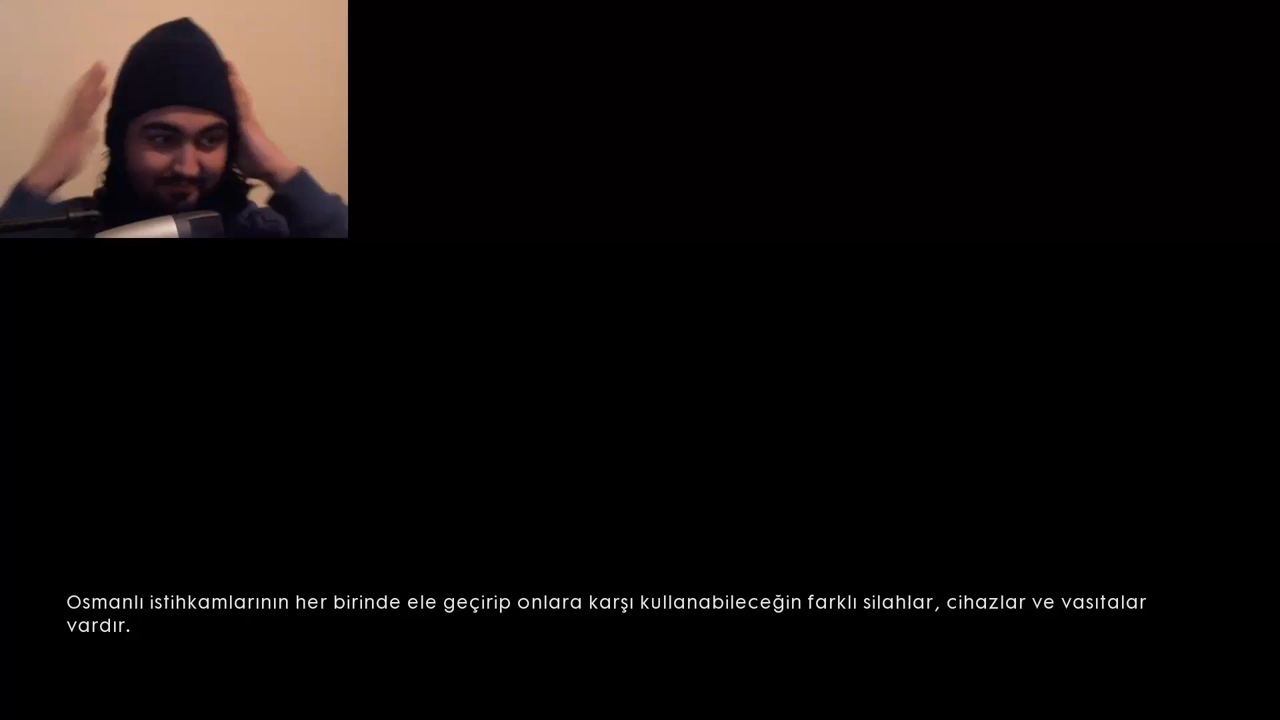 Osmanlı istihkamlarının her birinde ele geçirip onlara karşı kullanabileceğin farklı silahlar, cihazlar ve vasıtalar
vardır.